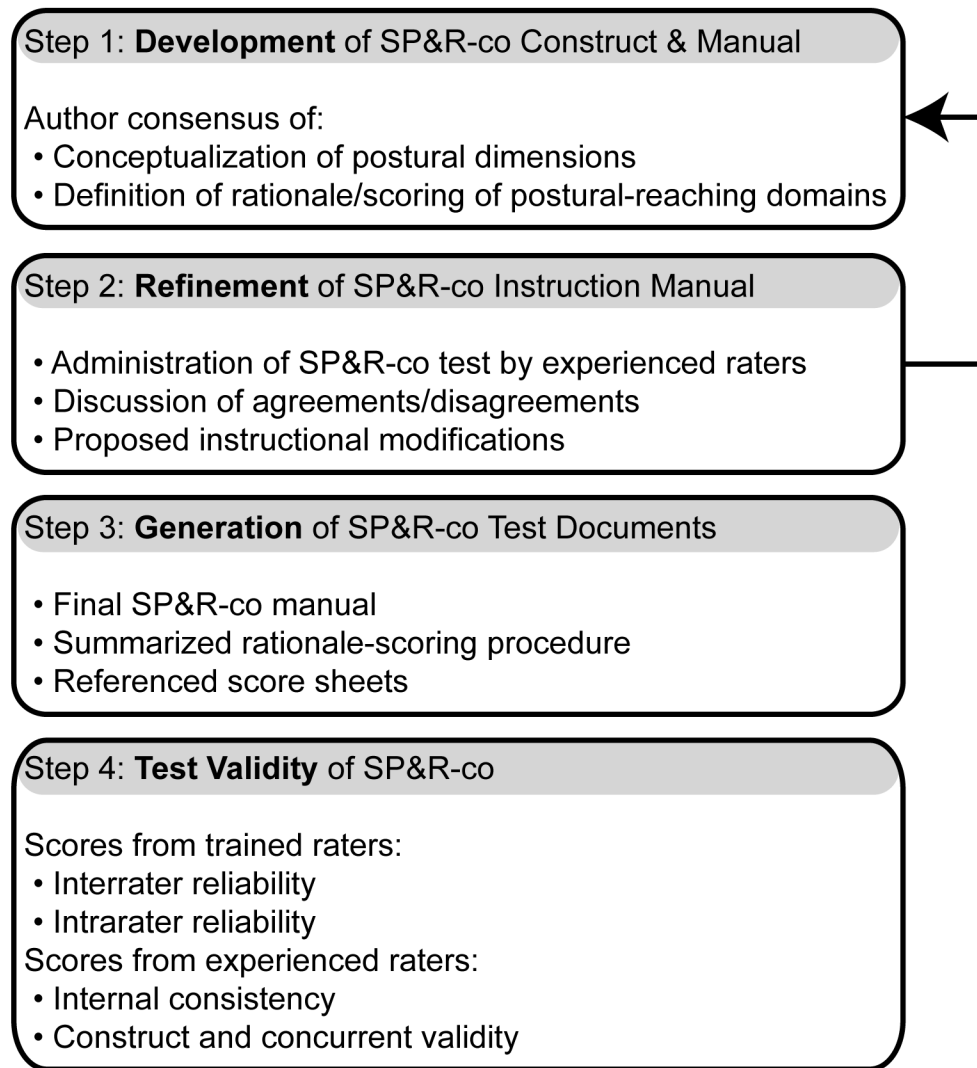 Step 1: Development of SP&R-co Construct & Manual
Author consensus of:
• Conceptualization of postural dimensions
• Definition of rationale/scoring of postural-reaching domains
Step 2: Refinement of SP&R-co Instruction Manual
• Administration of SP&R-co test by experienced raters
• Discussion of agreements/disagreements
• Proposed instructional modifications
Step 3: Generation of SP&R-co Test Documents
• Final SP&R-co manual
• Summarized rationale-scoring procedure
• Referenced score sheets
Step 4: Test Validity of SP&R-co
Scores from trained raters:
• Interrater reliability
• Intrarater reliability
Scores from experienced raters:
• Internal consistency
• Construct and concurrent validity